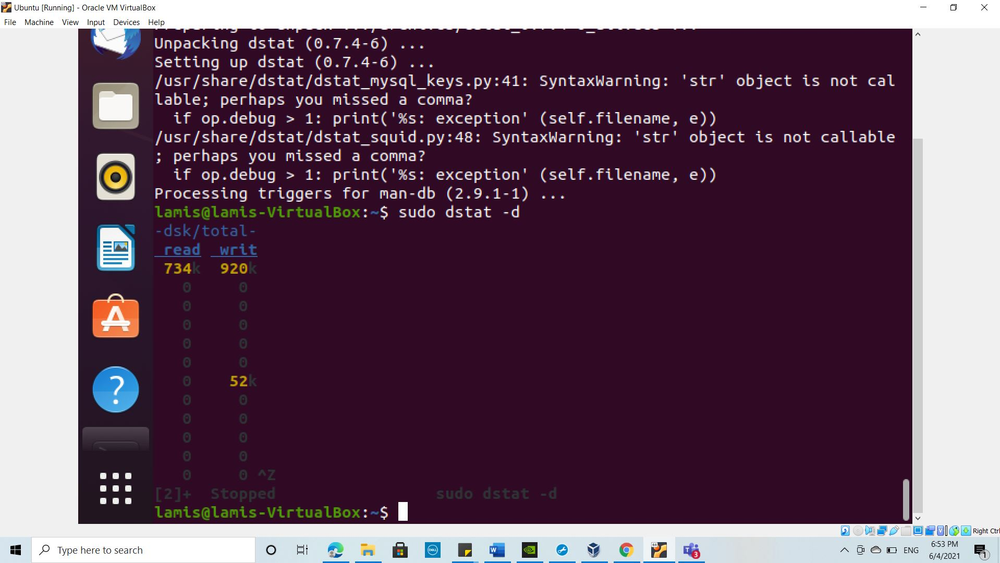 Ubuntu [Running] - Oracle VM VirtualBox
File Machine View Input Devices Help
Unpacking dstat (0.7.4-6) ...
Setting up dstat (0.7.4-6) ...
/usr/share/dstat/dstat_mysql_keys.py:41: SyntaxWarning: 'str' object is not cal
lable; perhaps you missed a comma?
if op.debug > 1: print('%s: exception' (self.filename, e))
/usr/share/dstat/dstat_squid.py:48: SyntaxWarning: 'str' object is not callable
; perhaps you missed a comma?
if op.debug > 1: print('%s: exception' (self.filename, e))
Processing triggers for man-db (2.9.1-1) ...
lamis@lamis-VirtualBox:~$ sudo dstat -d
-dsk/total-
read writ
734k 920k
0 0
0 0
0 0
0 0
0 0
0 52k
0 0
0 0
0 0
0 0
0 0 ^Z
[2]+ Stopped sudo dstat -d
lamis@lamis-VirtualBox:~$
Right Ctrl
Type here to search
DELL
64
3
ENG
6:53 PM
6/4/2021
1